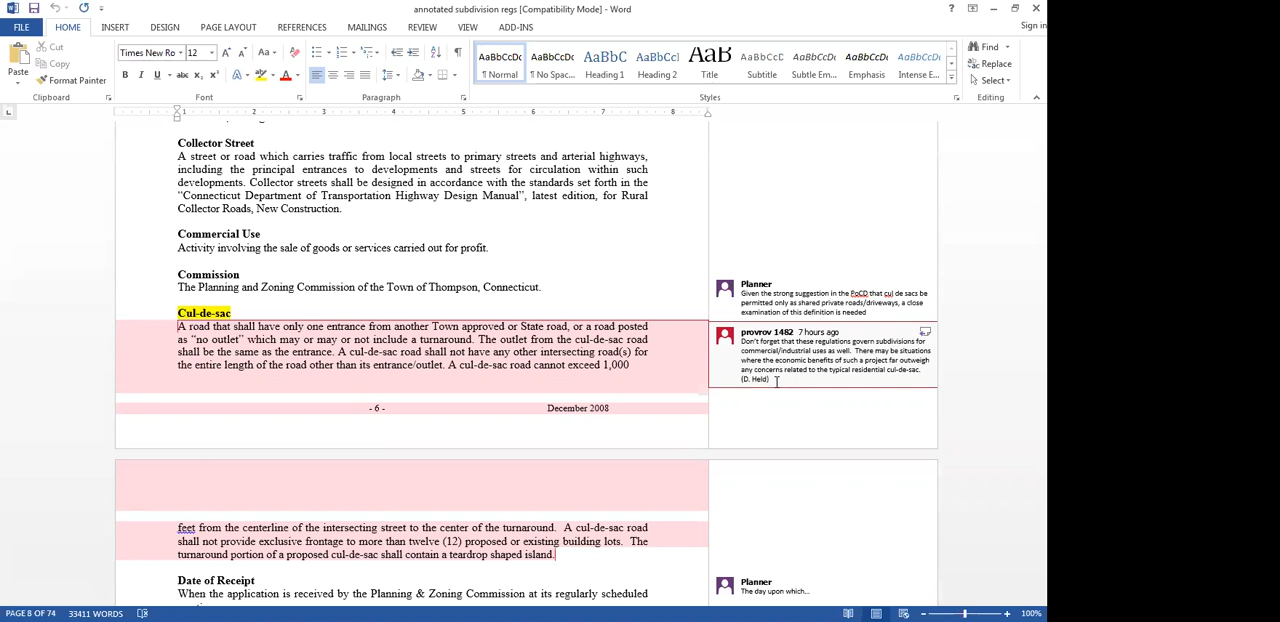 annotated subdivision regs [Compatibility Mode] - Word
Sign in
FILE HOME INSERT DESIGN PAGE LAYOUT REFERENCES MAILINGS REVIEW VIEW ADD-INS
Paste
Cut
Copy
Format Painter
Clipboard
Times New Ro 12
Font
Paragraph
AaBbCcDc AaBbCcDc AaBbC AaBbCc AaB AaBbCcC AaBbCcDc AaBbCcDc AaBbCcDc
¶ Normal ¶ No Spac... Heading 1 Heading 2 Title Subtitle Subtle Em... Emphasis Intense E...
Styles
Find
Replace
Select
Editing
1 2 3 4 5 6 7 8
Collector Street
A street or road which carries traffic from local streets to primary streets and arterial highways,
including the principal entrances to developments and streets for circulation within such
developments. Collector streets shall be designed in accordance with the standards set forth in the
“Connecticut Department of Transportation Highway Design Manual”, latest edition, for Rural
Collector Roads, New Construction.
Commercial Use
Activity involving the sale of goods or services carried out for profit.
Commission
The Planning and Zoning Commission of the Town of Thompson, Connecticut.
Cul-de-sac
A road that shall have only one entrance from another Town approved or State road, or a road posted
as “no outlet” which may or may not include a turnaround. The outlet from the cul-de-sac road
shall be the same as the entrance. A cul-de-sac road shall not have any other intersecting road(s) for
the entire length of the road other than its entrance/outlet. A cul-de-sac road cannot exceed 1,000
- 6 - December 2008
feet from the centerline of the intersecting street to the center of the turnaround. A cul-de-sac road
shall not provide exclusive frontage to more than twelve (12) proposed or existing building lots. The
turnaround portion of a proposed cul-de-sac shall contain a teardrop shaped island.
Date of Receipt
When the application is received by the Planning & Zoning Commission at its regularly scheduled
Planner
Given the strong suggestion in the PoCD that cul de sacs be
permitted only as shared private roads/driveways, a close
examination of this definition is needed
provrov 1482 7 hours ago
Don't forget that these regulations govern subdivisions for
commercial/industrial uses as well. There may be situations
where the economic benefits of such a project far outweigh
any concerns related to the typical residential cul-de-sac.
(D. Held)
Planner
The day upon which...
PAGE 8 OF 74 33411 WORDS
100%